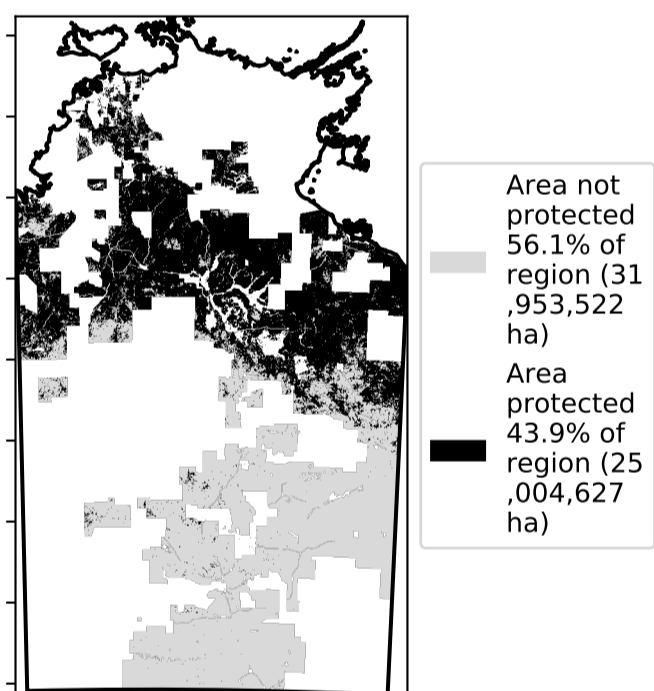 Area not
protected
56.1% of
region (31
,953,522
ha)
Area
protected
43.9% of
region (25
,004,627
ha)